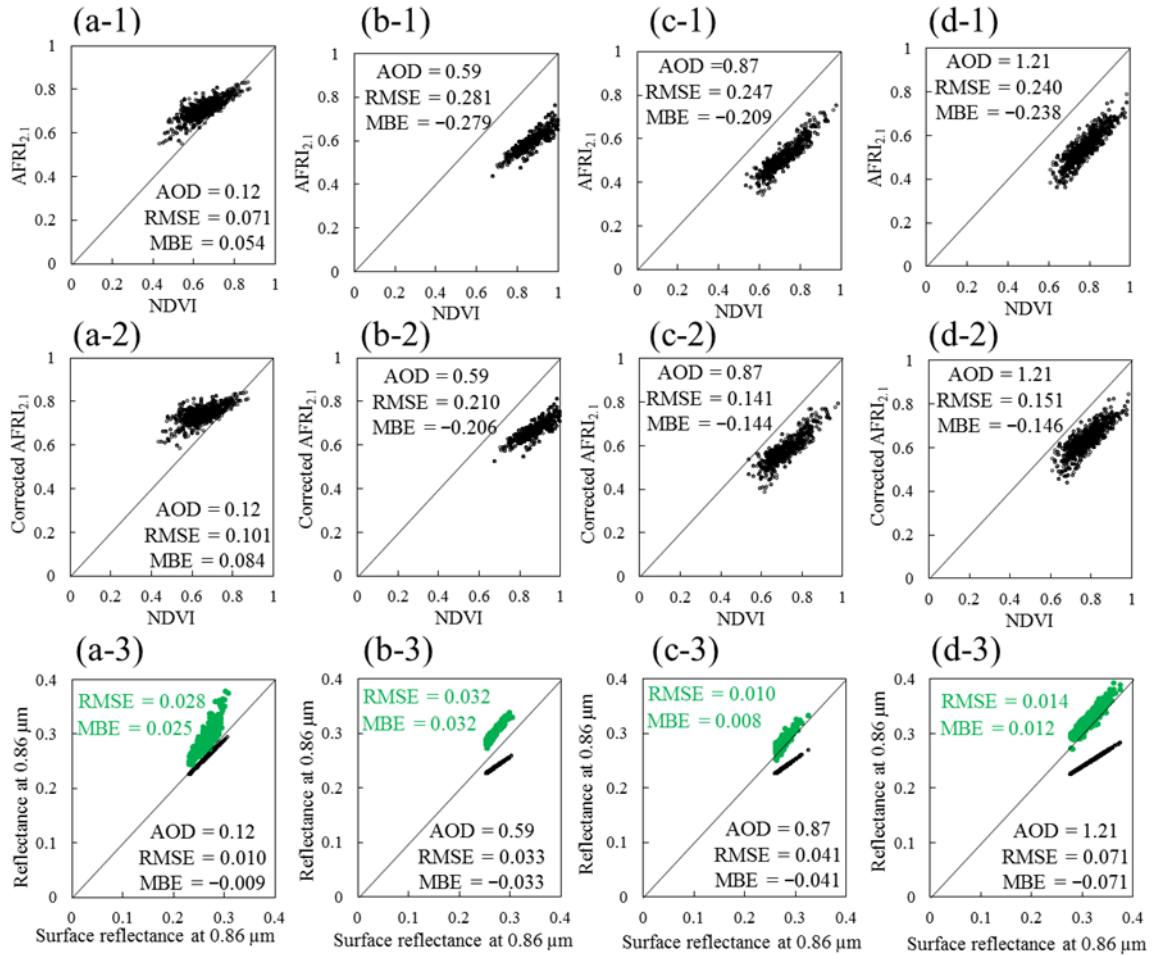 (a-1) (b-1) (c-1) (d-1)
AFRI2.1
1
0.8
0.6
0.4
0.2
0
AOD = 0.12
RMSE = 0.071
MBE = 0.054
0 0.2 0.4 0.6 0.8 1
NDVI
AFRI2.1
1
0.8
0.6
0.4
0.2
0
AOD = 0.59
RMSE = 0.281
MBE = −0.279
0 0.2 0.4 0.6 0.8 1
NDVI
AFRI2.1
1
0.8
0.6
0.4
0.2
0
AOD =0.87
RMSE = 0.247
MBE = −0.209
0 0.2 0.4 0.6 0.8 1
NDVI
AFRI2.1
1
0.8
0.6
0.4
0.2
0
AOD = 1.21
RMSE = 0.240
MBE = −0.238
0 0.2 0.4 0.6 0.8 1
NDVI
(a-2) (b-2) (c-2) (d-2)
Corrected AFRI2.1
1
0.8
0.6
0.4
0.2
0
AOD = 0.12
RMSE = 0.101
MBE = 0.084
0 0.2 0.4 0.6 0.8 1
NDVI
Corrected AFRI2.1
1
0.8
0.6
0.4
0.2
0
AOD = 0.59
RMSE = 0.210
MBE = −0.206
0 0.2 0.4 0.6 0.8 1
NDVI
Corrected AFRI2.1
1
0.8
0.6
0.4
0.2
0
AOD = 0.87
RMSE = 0.141
MBE = −0.144
0 0.2 0.4 0.6 0.8 1
NDVI
Corrected AFRI2.1
1
0.8
0.6
0.4
0.2
0
AOD = 1.21
RMSE = 0.151
MBE = −0.146
0 0.2 0.4 0.6 0.8 1
NDVI
(a-3) (b-3) (c-3) (d-3)
Reflectance at 0.86 µm
0.4
0.3
0.2
0.1
0
RMSE = 0.028
MBE = 0.025
AOD = 0.12
RMSE = 0.010
MBE = −0.009
0 0.1 0.2 0.3 0.4
Surface reflectance at 0.86 µm
Reflectance at 0.86 µm
0.4
0.3
0.2
0.1
0
RMSE = 0.032
MBE = 0.032
AOD = 0.59
RMSE = 0.033
MBE = −0.033
0 0.1 0.2 0.3 0.4
Surface reflectance at 0.86 µm
Reflectance at 0.86 µm
0.4
0.3
0.2
0.1
0
RMSE = 0.010
MBE = 0.008
AOD = 0.87
RMSE = 0.041
MBE = −0.041
0 0.1 0.2 0.3 0.4
Surface reflectance at 0.86 µm
Reflectance at 0.86 µm
0.4
0.3
0.2
0.1
0
RMSE = 0.014
MBE = 0.012
AOD = 1.21
RMSE = 0.071
MBE = −0.071
0 0.1 0.2 0.3 0.4
Surface reflectance at 0.86 µm